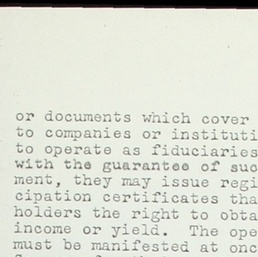 or documents which cover
to companies or instituti
to operate as fiduciaries
with the guarantee of suc
ment, they may issue regi
cipation certificates tha
holders the right to obta
income or yield. The ope
must be manifested at onc